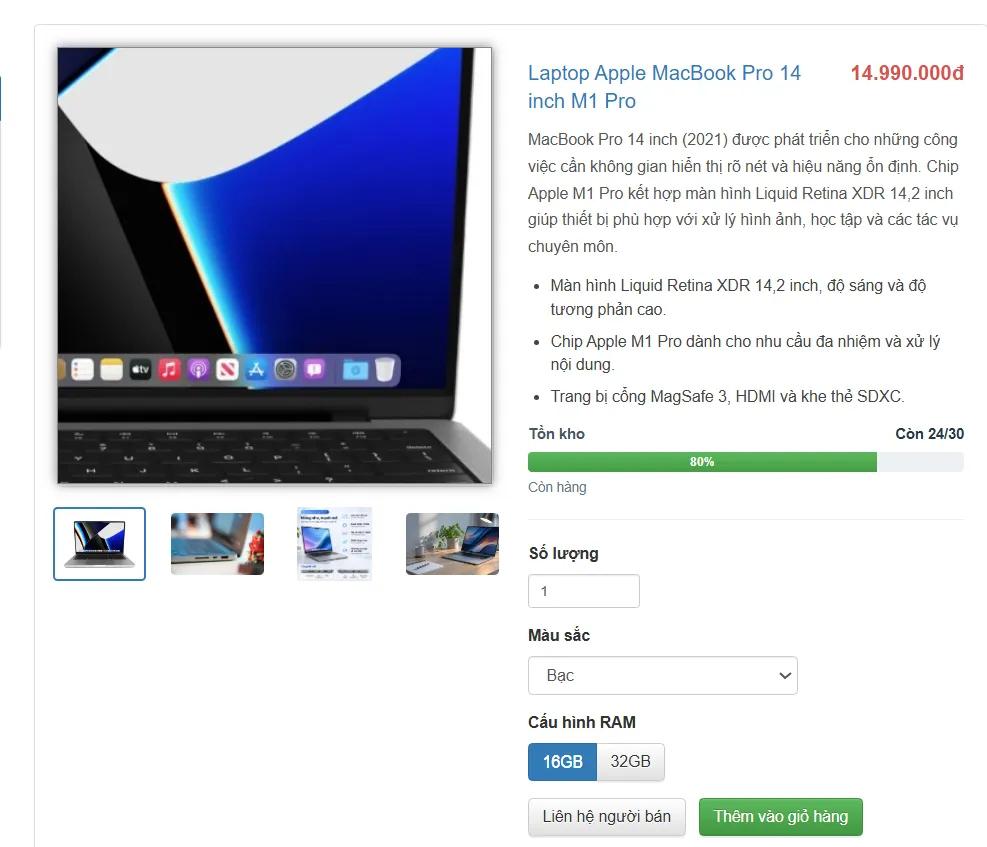 Laptop Apple MacBook Pro 14
inch M1 Pro
14.990.000đ
MacBook Pro 14 inch (2021) được phát triển cho những công
việc cần không gian hiển thị rõ nét và hiệu năng ổn định. Chip
Apple M1 Pro kết hợp màn hình Liquid Retina XDR 14,2 inch
giúp thiết bị phù hợp với xử lý hình ảnh, học tập và các tác vụ
chuyên môn.
Màn hình Liquid Retina XDR 14,2 inch, độ sáng và độ
tương phản cao.
Chip Apple M1 Pro dành cho nhu cầu đa nhiệm và xử lý
nội dung.
Trang bị cổng MagSafe 3, HDMI và khe thẻ SDXC.
Tồn kho
Còn 24/30
80%
Còn hàng
Số lượng
1
Màu sắc
Bạc
Cấu hình RAM
16GB 32GB
Liên hệ người bán Thêm vào giỏ hàng
tv
delete
return